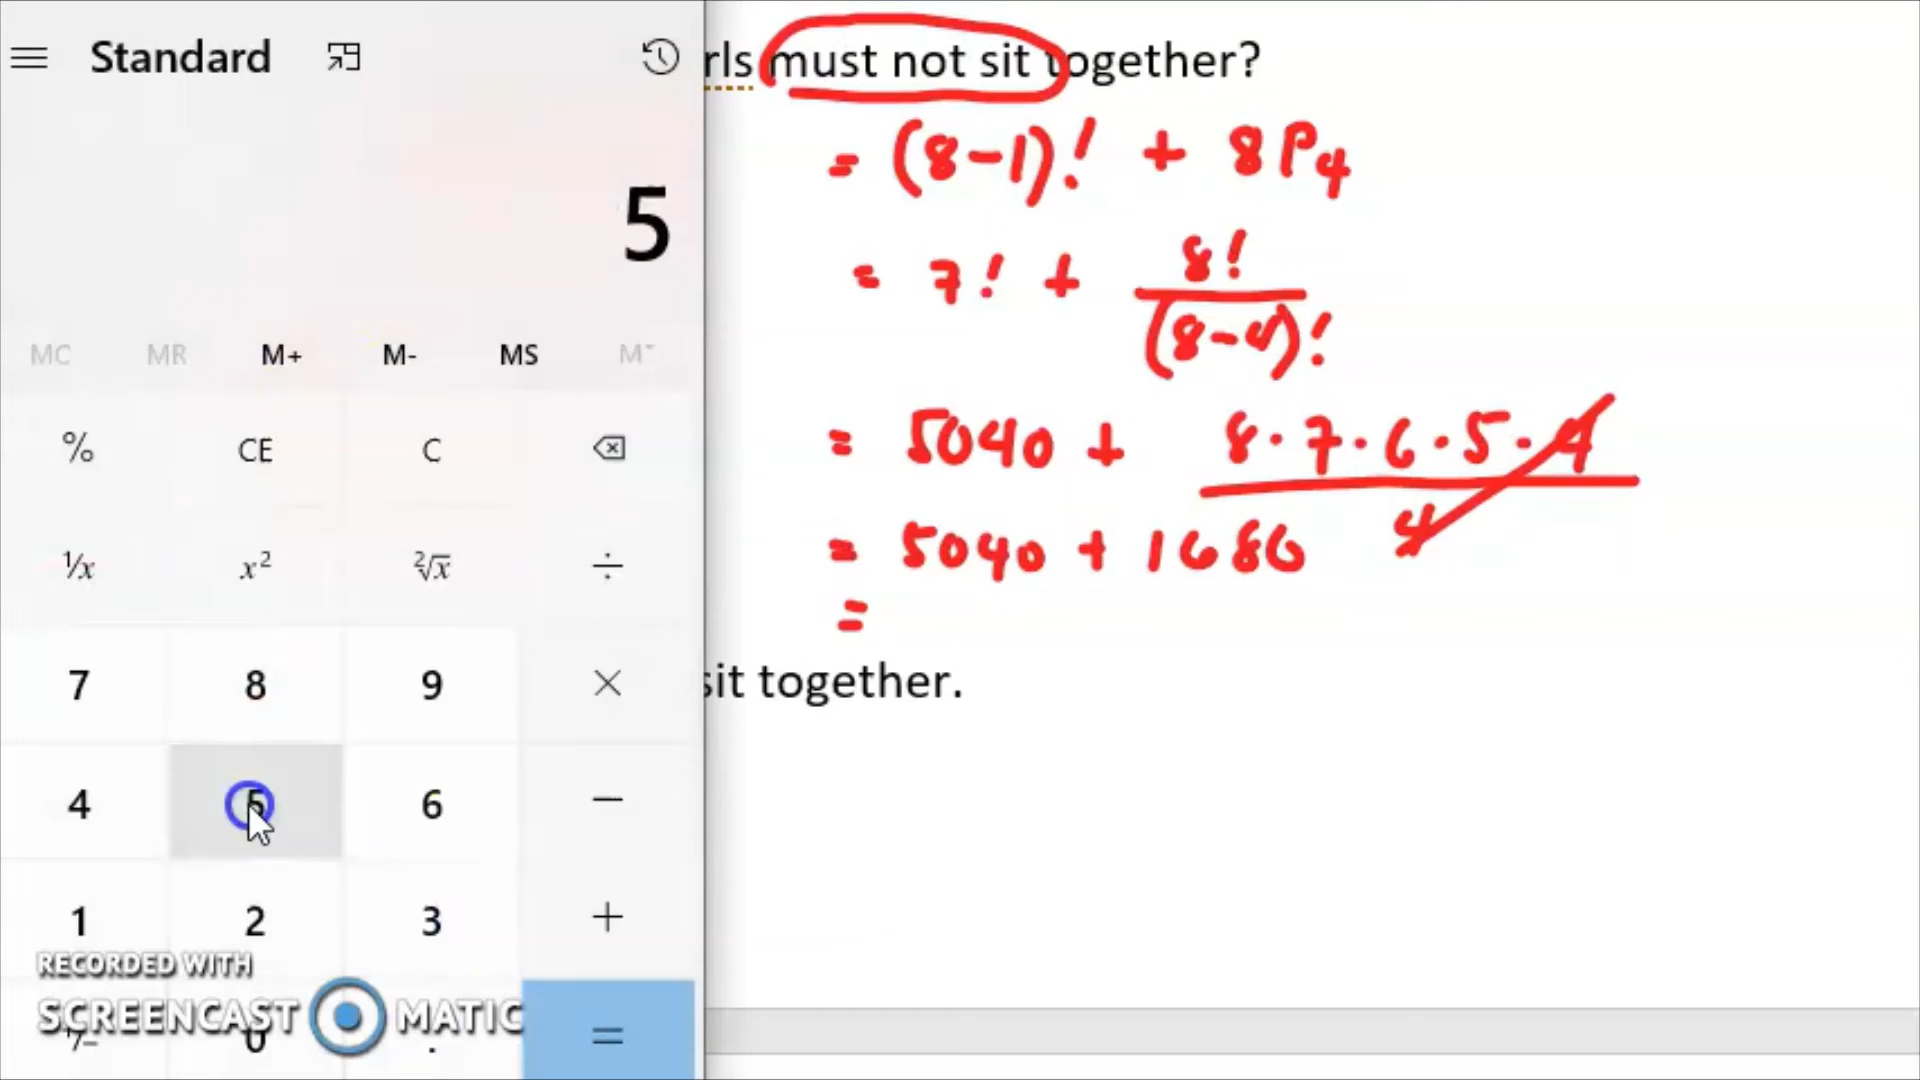 Standard
5
MC MR M+ M- MS M˅
% CE C
¹/x x² ²√x ÷
7 8 9 ×
4 5 6 −
1 2 3 +
0 . =
RECORDED WITH
SCREENCAST MATIC
rls must not sit together?
= (8-1)! + 8P4
= 7! + 8!
(8-4)!
= 5040 + 8·7·6·5·4
4
= 5040 + 1680
=
sit together.